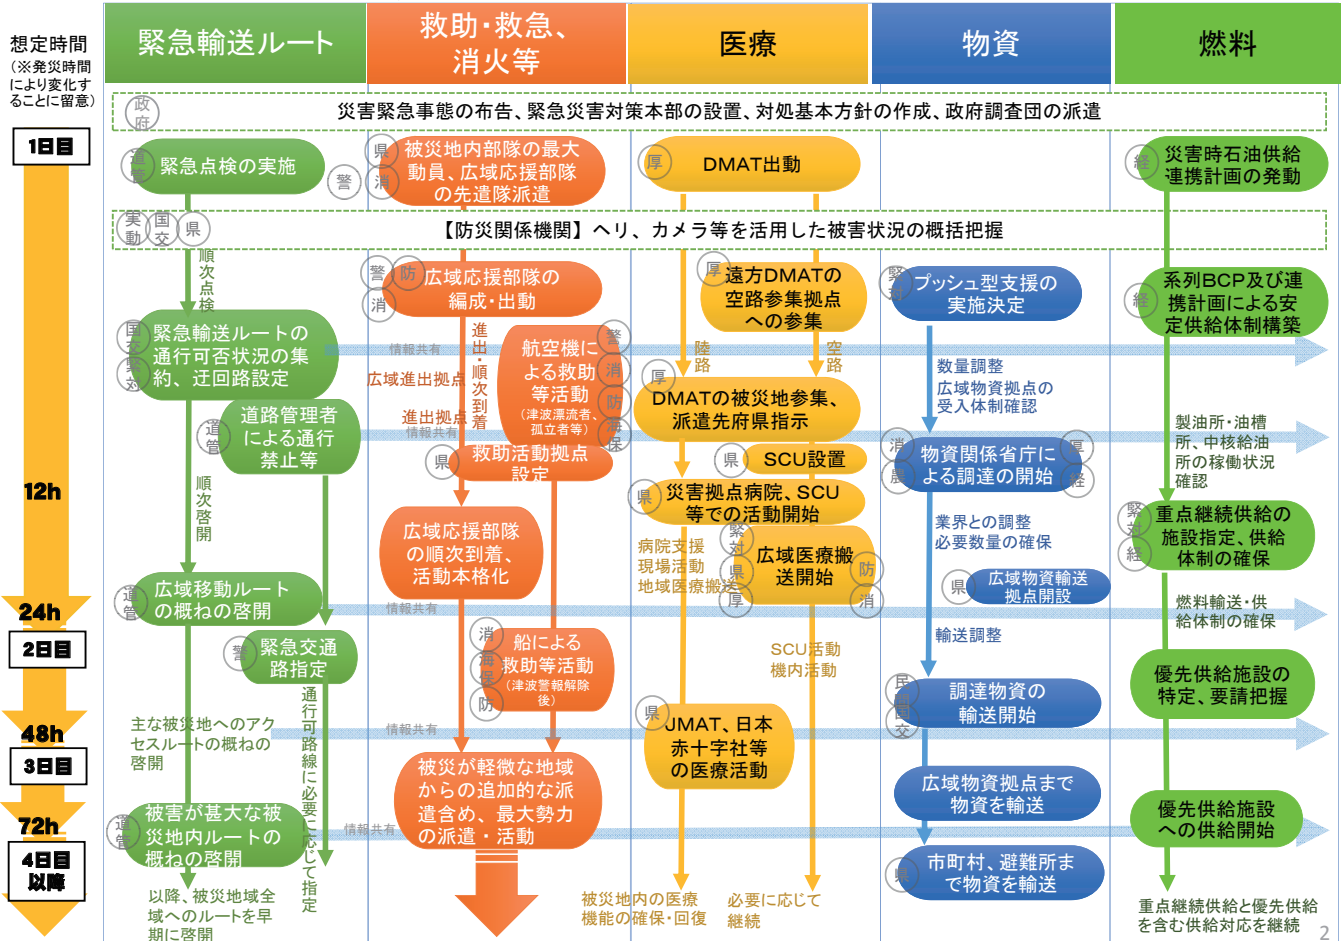 想定時間
(※発災時間
により変化す
ることに留意)
緊急輸送ルート
救助・救急、
消火等
医療
物資
燃料
政府
災害緊急事態の布告、緊急災害対策本部の設置、対処基本方針の作成、政府調査団の派遣
1日目
道管
緊急点検の実施
県
警
消
被災地内部隊の最大
動員、広域応援部隊
の先遣隊派遣
厚
DMAT出動
経
災害時石油供給
連携計画の発動
実動
国交
県
【防災関係機関】 ヘリ、カメラ等を活用した被害状況の概括把握
順次点検
警
防
消
広域応援部隊の
編成・出動
厚
遠方DMATの
空路参集拠点
への参集
緊対
プッシュ型支援の
実施決定
経
系列BCP及び連
携計画による安
定供給体制構築
国交
緊対
緊急輸送ルートの
通行可否状況の集
約、迂回路設定
情報共有
進出・順次到着
広域進出拠点
進出拠点
航空機に
よる救助
等活動
(津波漂流者、
孤立者等)
警
消
防
海保
陸路
空路
厚
DMATの被災地参集、
派遣先府県指示
数量調整
広域物資拠点の
受入体制確認
道管
道路管理者
による通行
禁止等
情報共有
県
救助活動拠点
設定
県
SCU設置
消
農
厚
経
物資関係省庁に
よる調達の開始
製油所・油槽
所、中核給油
所の稼働状況
確認
12h
順次啓開
県
災害拠点病院、SCU
等での活動開始
広域応援部隊
の順次到着、
活動本格化
病院支援
現場活動
地域医療搬送
緊対
県
厚
防
消
広域医療搬
送開始
業界との調整
必要数量の確保
緊対
経
重点継続供給の
施設指定、供給
体制の確保
道管
広域移動ルート
の概ねの啓開
情報共有
県
広域物資輸送
拠点開設
24h
燃料輸送・供
給体制の確保
2日目
警
緊急交通
路指定
消
海保
防
船による
救助等活動
(津波警報解除
後)
SCU活動
機内活動
輸送調整
優先供給施設の
特定、要請把握
民間
国交
調達物資の
輸送開始
通行可路線に必要に応じて指定
48h
主な被災地へのアク
セスルートの概ねの
啓開
情報共有
県
JMAT、日本
赤十字社等
の医療活動
3日目
被災が軽微な地域
からの追加的な派
遣含め、最大勢力
の派遣・活動
広域物資拠点まで
物資を輸送
優先供給施設
への供給開始
72h
道管
被害が甚大な被
災地内ルートの
概ねの啓開
情報共有
4日目
以降
県
市町村、避難所ま
で物資を輸送
以降、被災地域全
域へのルートを早
期に啓開
被災地内の医療
機能の確保・回復
必要に応じて
継続
重点継続供給と優先供給
を含む供給対応を継続
2